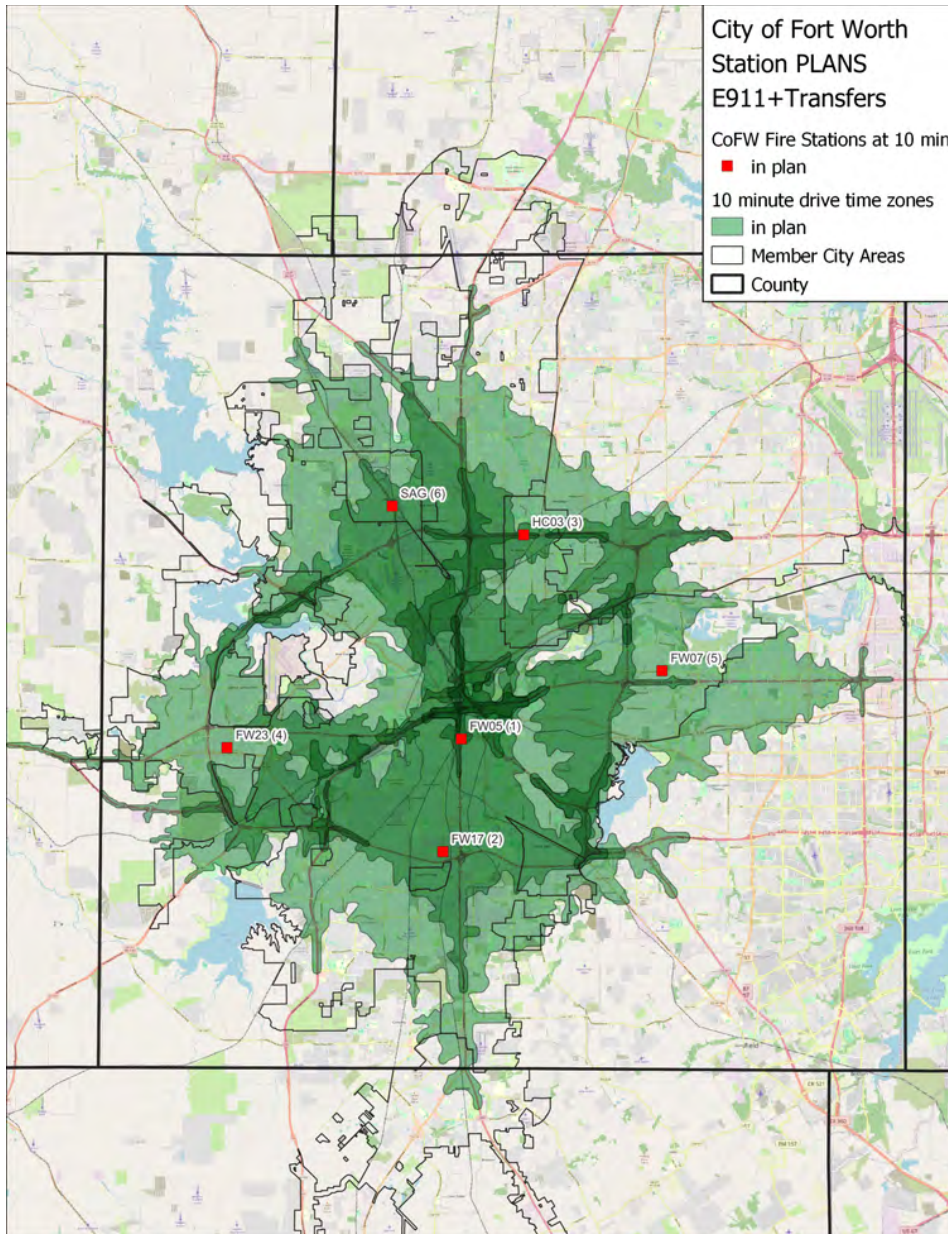 City of Fort Worth
Station PLANS
E911+Transfers
CoFW Fire Stations at 10 min
in plan
10 minute drive time zones
in plan
Member City Areas
County
SAG (6)
HC03 (3)
FW07 (5)
FW05 (1)
FW23 (4)
FW17 (2)